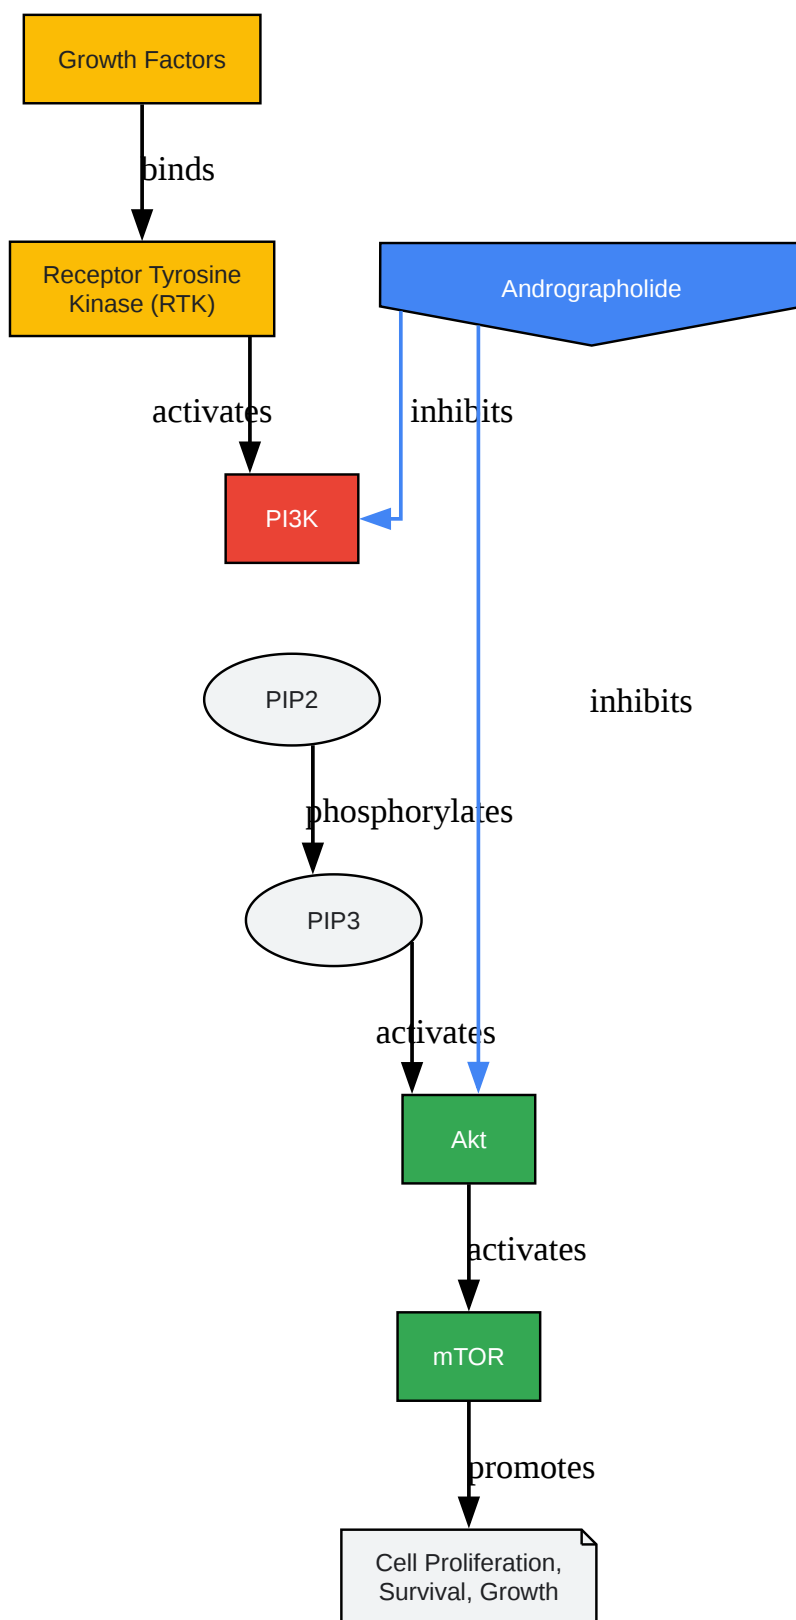 Growth Factors
binds
Receptor Tyrosine
Kinase (RTK)
Andrographolide
activates
inhibits
PI3K
PIP2
inhibits
phosphorylates
PIP3
activates
Akt
activates
mTOR
promotes
Cell Proliferation,
Survival, Growth